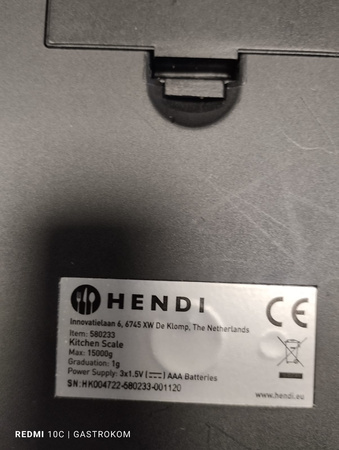 HENDI
CE
Innovatielaan 6, 6745 XW De Klomp, The Netherlands
Item: 580233
Kitchen Scale
Max: 15000g
Graduation: 1g
Power Supply: 3x1.5V (⎓) AAA Batteries
SN:HK004722-580233-001120
www.hendi.eu
REDMI 10C | GASTROKOM